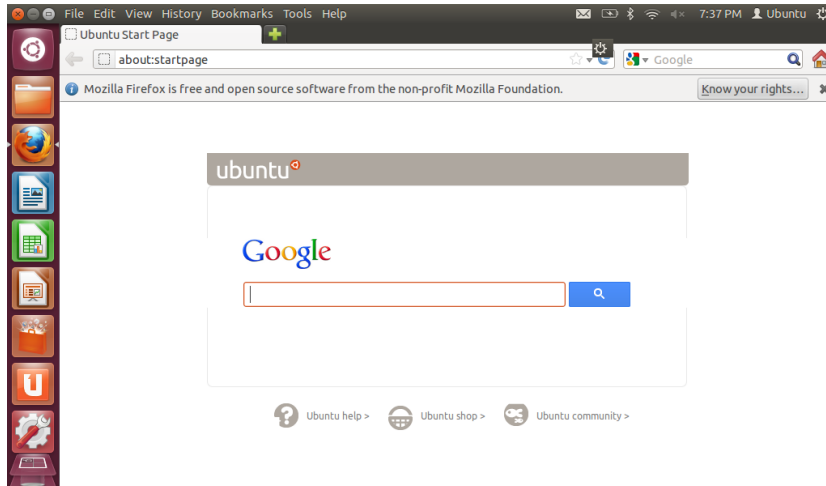 File Edit View History Bookmarks Tools Help 7:37 PM Ubuntu
Ubuntu Start Page
about:startpage Google
Mozilla Firefox is free and open source software from the non-profit Mozilla Foundation. Know your rights...
ubuntu
Google
Ubuntu help > Ubuntu shop > Ubuntu community >